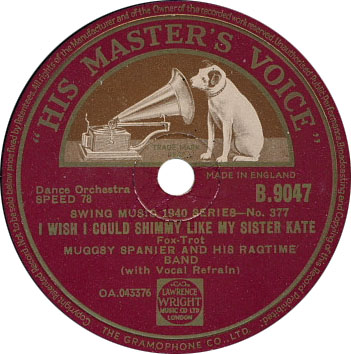 "HIS MASTER'S VOICE"
TRADE MARK
MADE IN ENGLAND
Dance Orchestra
SPEED 78
B.9047
SWING MUSIC 1940 SERIES—No. 377
I WISH I COULD SHIMMY LIKE MY SISTER KATE
Fox-Trot
MUGGSY SPANIER AND HIS RAGTIME
BAND
(with Vocal Refrain)
OA.043376
LAWRENCE
WRIGHT
MUSIC CO LTD
LONDON
THE GRAMOPHONE CO., LTD.